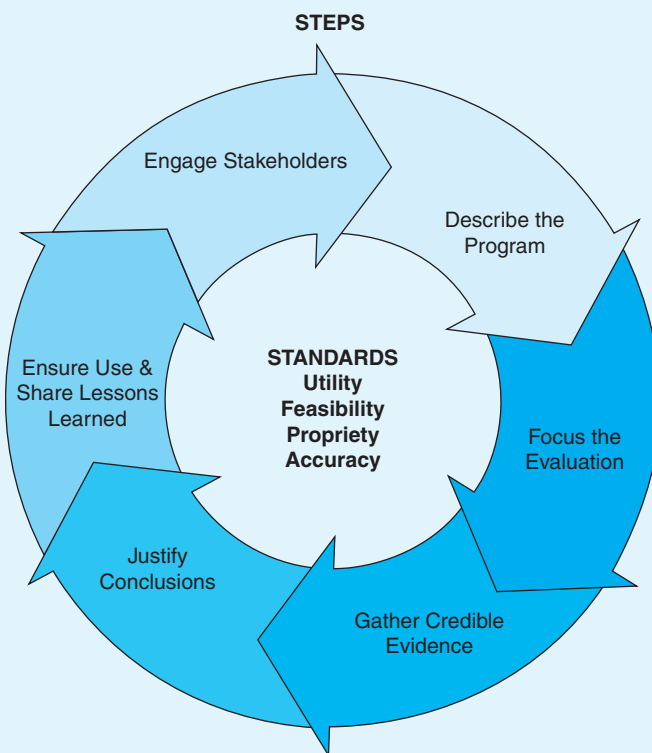 STEPS
Engage Stakeholders
Describe the
Program
Focus the
Evaluation
Gather Credible
Evidence
Justify
Conclusions
Ensure Use &
Share Lessons
Learned
STANDARDS
Utility
Feasibility
Propriety
Accuracy